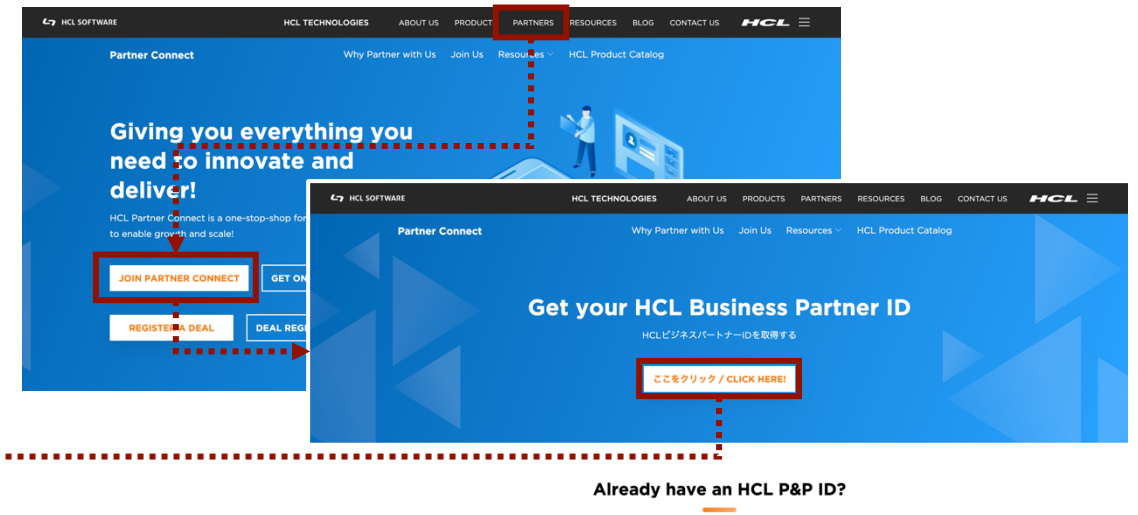 HCL SOFTWARE
HCL TECHNOLOGIES ABOUT US PRODUCT PARTNERS RESOURCES BLOG CONTACT US HCL
Partner Connect
Why Partner with Us Join Us Resources HCL Product Catalog
Giving you everything you
need to innovate and
deliver!
HCL Partner Connect is a one-stop-shop for
to enable growth and scale!
JOIN PARTNER CONNECT
GET ON
REGISTER A DEAL
DEAL REG
HCL SOFTWARE
HCL TECHNOLOGIES ABOUT US PRODUCTS PARTNERS RESOURCES BLOG CONTACT US HCL
Partner Connect
Why Partner with Us Join Us Resources HCL Product Catalog
Get your HCL Business Partner ID
HCLビジネスパートナーIDを取得する
ここをクリック / CLICK HERE!
Already have an HCL P&P ID?